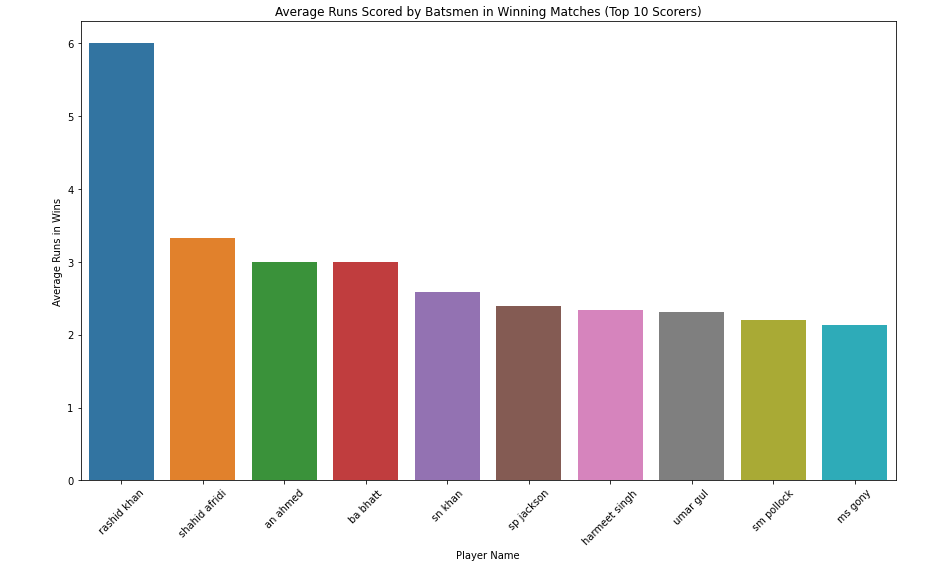 Average Runs Scored by Batsmen in Winning Matches (Top 10 Scorers)
Average Runs in Wins
6
5
4
3
2
1
0
rashid khan
shahid afridi
an ahmed
ba bhatt
sn khan
sp jackson
harmeet singh
umar gul
sm pollock
ms gony
Player Name